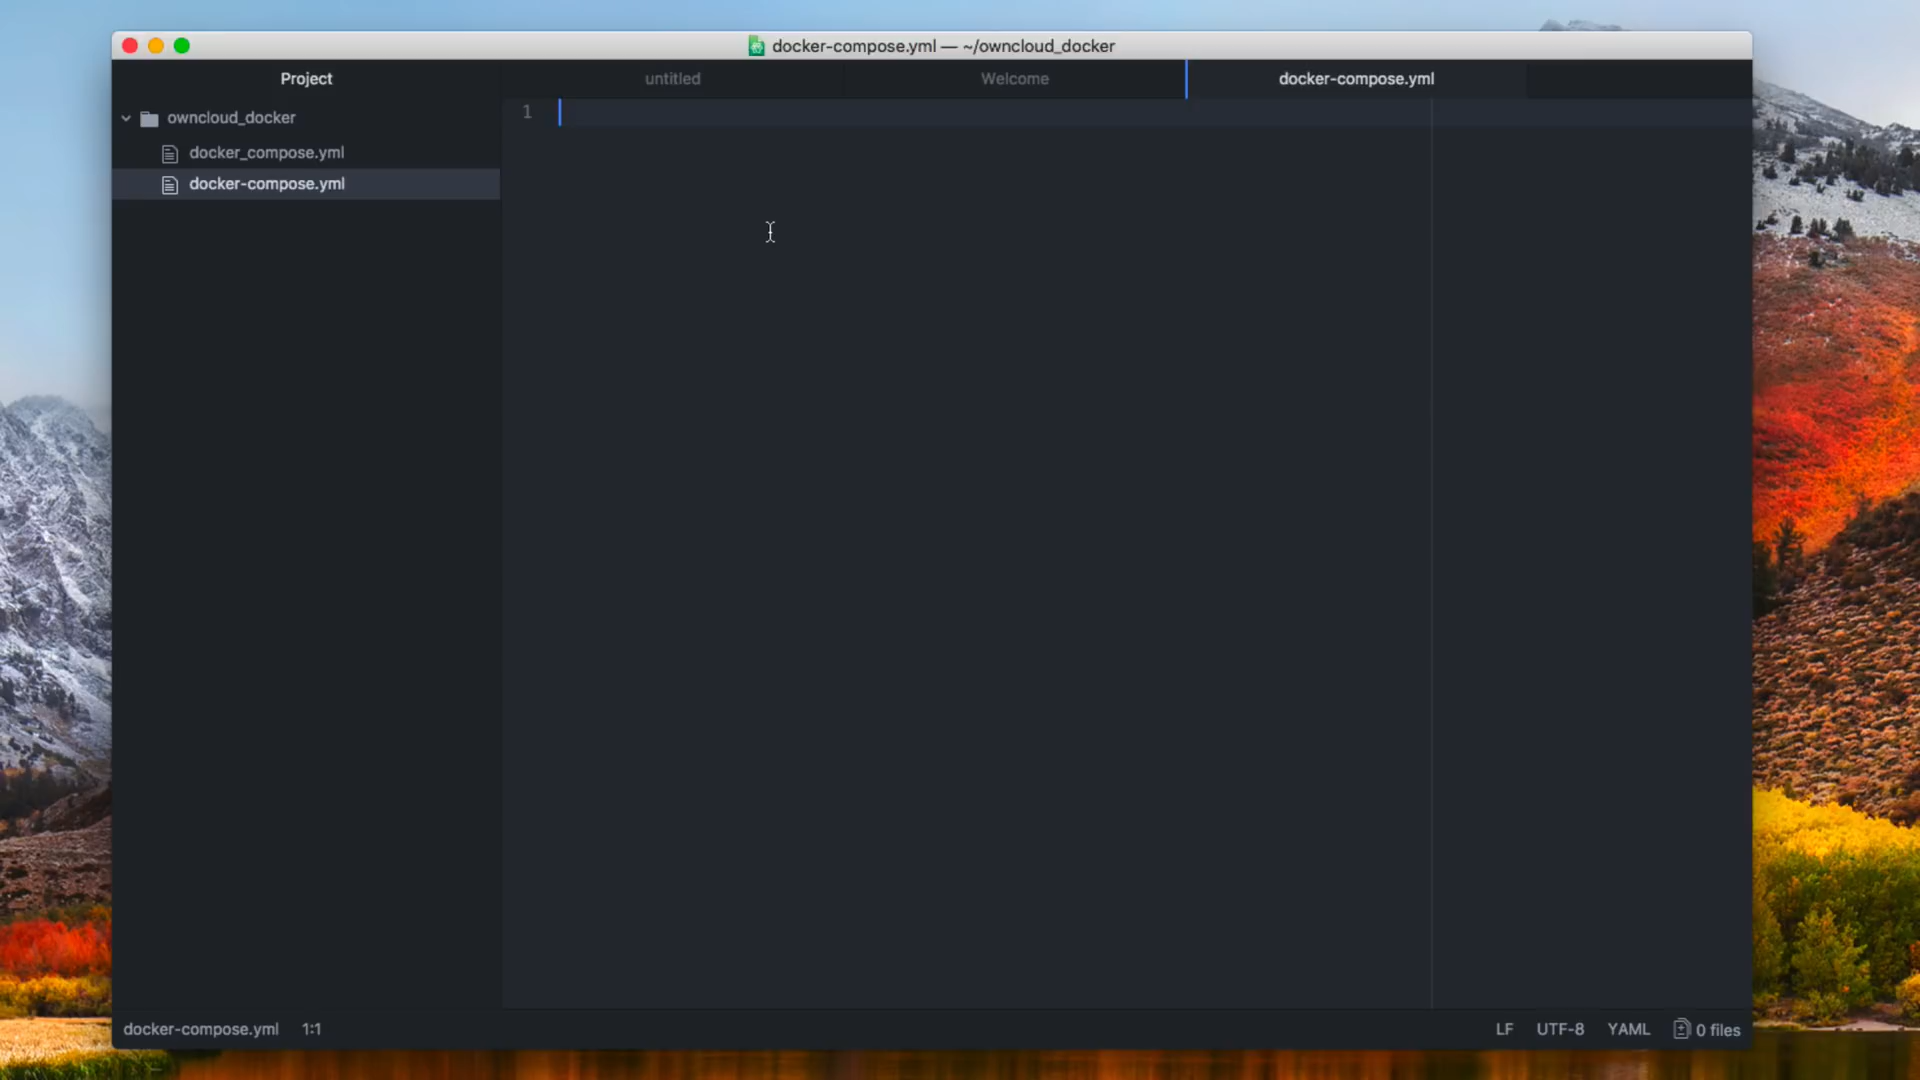 docker-compose.yml — ~/owncloud_docker
Project
untitled
Welcome
docker-compose.yml
owncloud_docker
docker_compose.yml
docker-compose.yml
1
docker-compose.yml 1:1
LF UTF-8 YAML 0 files